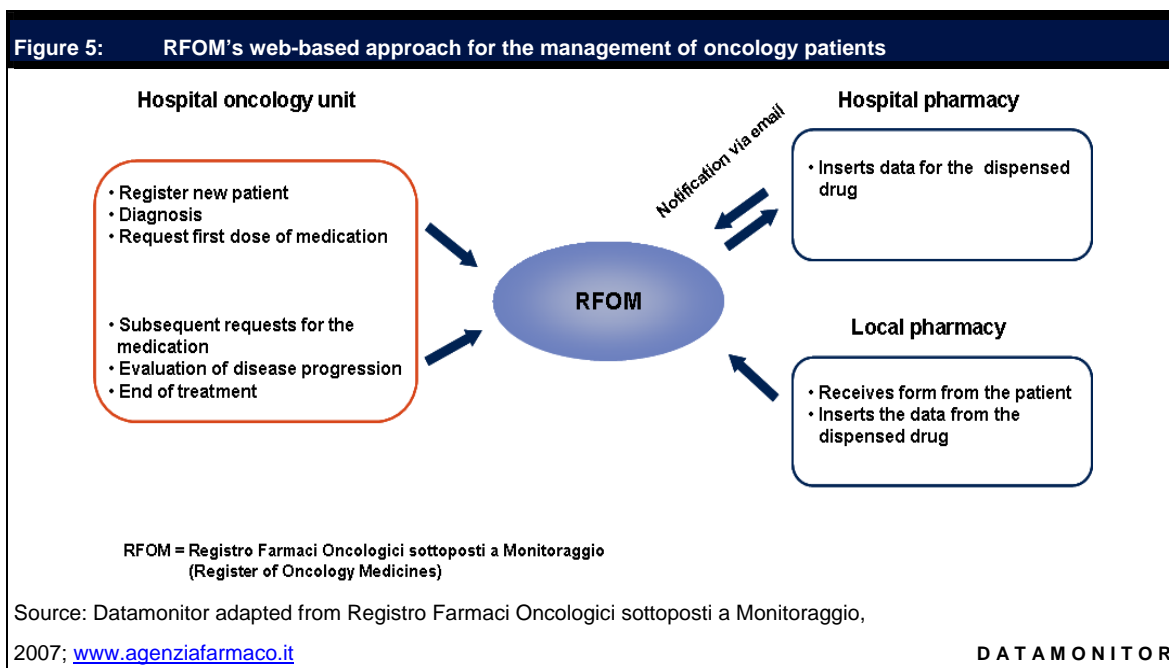 Figure 5: RFOM’s web-based approach for the management of oncology patients
Hospital oncology unit
• Register new patient
• Diagnosis
• Request first dose of medication
• Subsequent requests for the
medication
• Evaluation of disease progression
• End of treatment
RFOM
Notification via email
Hospital pharmacy
• Inserts data for the dispensed
drug
Local pharmacy
• Receives form from the patient
• Inserts the data from the
dispensed drug
RFOM = Registro Farmaci Oncologici sottoposti a Monitoraggio
(Register of Oncology Medicines)
Source: Datamonitor adapted from Registro Farmaci Oncologici sottoposti a Monitoraggio,
2007; www.agenziafarmaco.it
DATAMONITOR